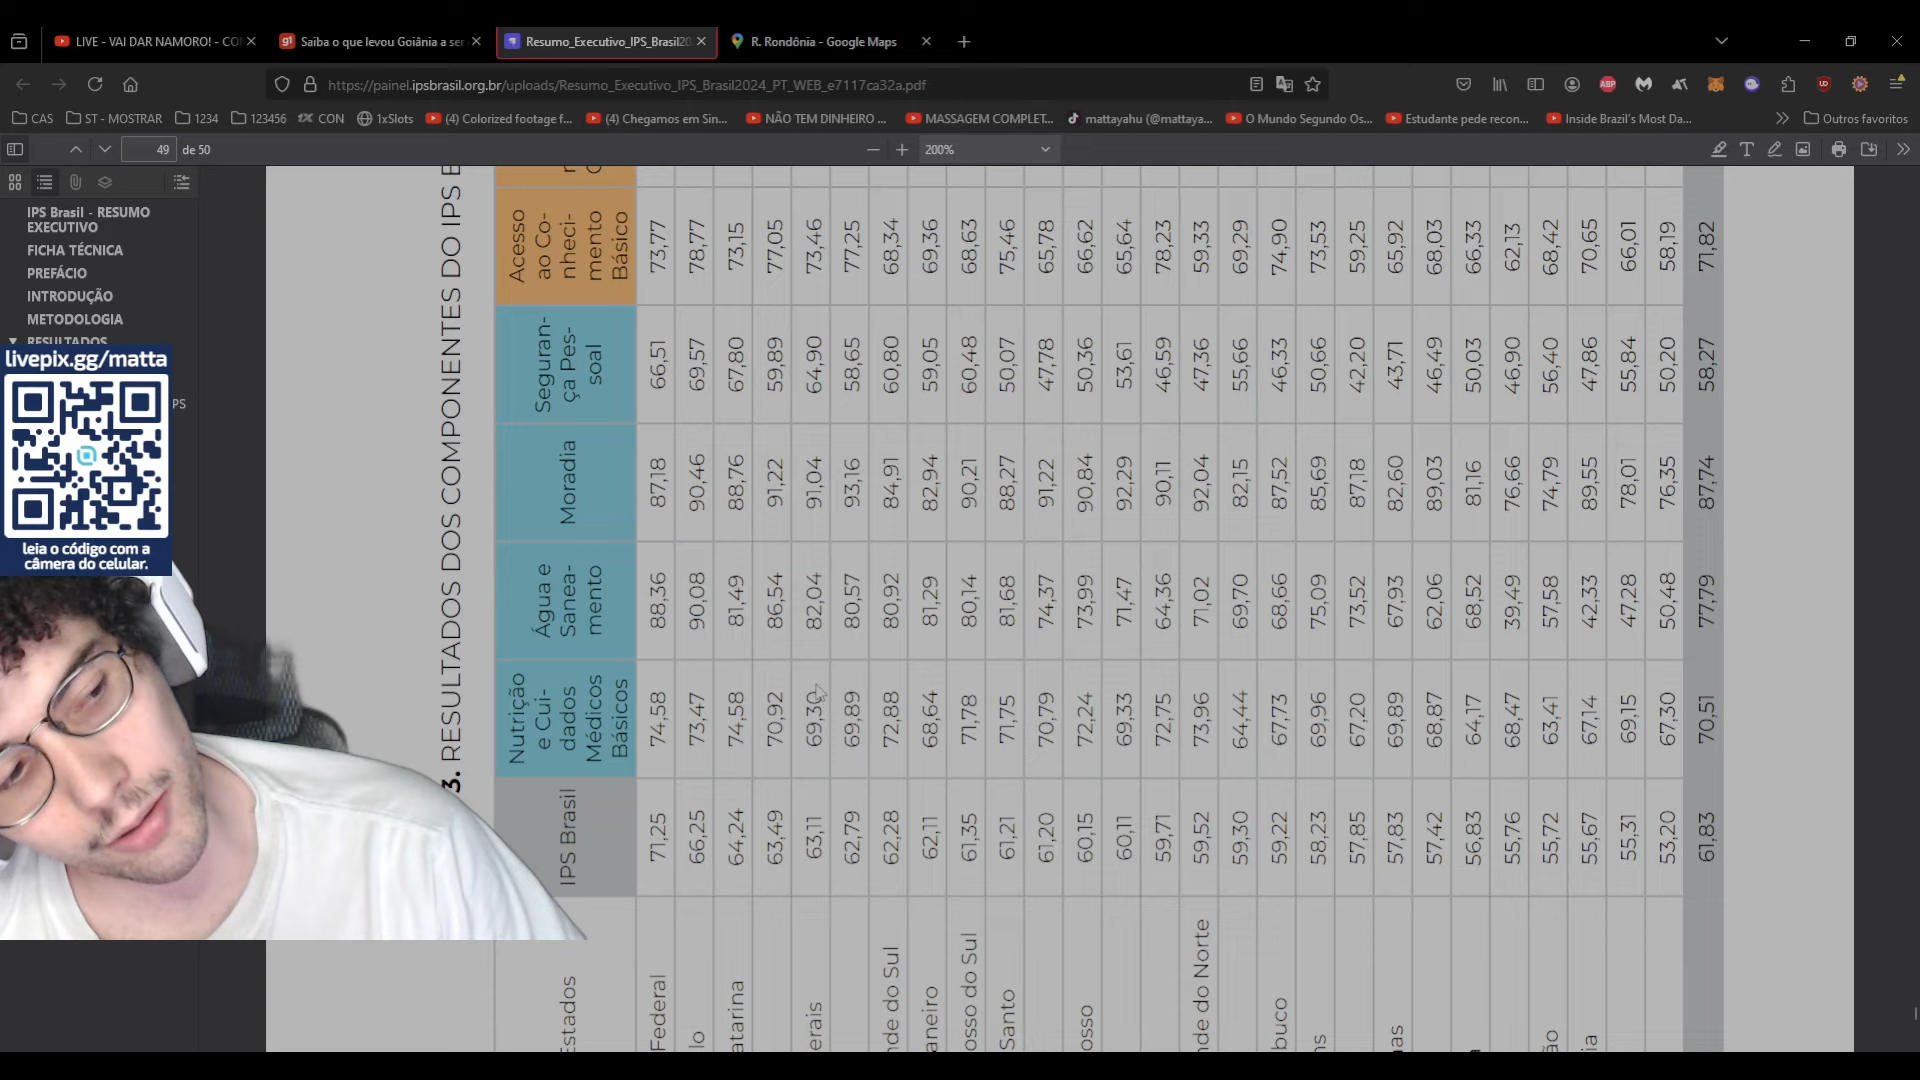 LIVE - VAI DAR NAMORO! - CON
Saiba o que levou Goiânia a ser
Resumo_Executivo_IPS_Brasil20
R. Rondônia - Google Maps
https://painel.ipsbrasil.org.br/uploads/Resumo_Executivo_IPS_Brasil2024_PT_WEB_e7117ca32a.pdf
CAS
ST - MOSTRAR
1234
123456
CON
1xSlots
(4) Colorized footage f...
(4) Chegamos em Sin...
NÃO TEM DINHEIRO ...
MASSAGEM COMPLET...
mattayahu (@mattaya...
O Mundo Segundo Os...
Estudante pede recon...
Inside Brazil's Most Da...
Outros favoritos
49 de 50
200%
IPS Brasil - RESUMO
EXECUTIVO
FICHA TÉCNICA
PREFÁCIO
INTRODUÇÃO
METODOLOGIA
RESULTADOS
PS
livepix.gg/matta
leia o código com a
câmera do celular.
3. RESULTADOS DOS COMPONENTES DO IPS B
Estados
IPS Brasil
Nutrição
e Cui-
dados
Médicos
Básicos
Água e
Sanea-
mento
Moradia
Seguran-
ça Pes-
soal
Acesso
ao Co-
nheci-
mento
Básico
Federal 71,25 74,58 88,36 87,18 66,51 73,77
lo 66,25 73,47 90,08 90,46 69,57 78,77
atarina 64,24 74,58 81,49 88,76 67,80 73,15
63,49 70,92 86,54 91,22 59,89 77,05
erais 63,11 69,30 82,04 91,04 64,90 73,46
62,79 69,89 80,57 93,16 58,65 77,25
nde do Sul 62,28 72,88 80,92 84,91 60,80 68,34
aneiro 62,11 68,64 81,29 82,94 59,05 69,36
osso do Sul 61,35 71,78 80,14 90,21 60,48 68,63
Santo 61,21 71,75 81,68 88,27 50,07 75,46
61,20 70,79 74,37 91,22 47,78 65,78
osso 60,15 72,24 73,99 90,84 50,36 66,62
60,11 69,33 71,47 92,29 53,61 65,64
59,71 72,75 64,36 90,11 46,59 78,23
nde do Norte 59,52 73,96 71,02 92,04 47,36 59,33
59,30 64,44 69,70 82,15 55,66 69,29
buco 59,22 67,73 68,66 87,52 46,33 74,90
ns 58,23 69,96 75,09 85,69 50,66 73,53
57,85 67,20 73,52 87,18 42,20 59,25
as 57,83 69,89 67,93 82,60 43,71 65,92
57,42 68,87 62,06 89,03 46,49 68,03
56,83 64,17 68,52 81,16 50,03 66,33
55,76 68,47 39,49 76,66 46,90 62,13
ão 55,72 63,41 57,58 74,79 56,40 68,42
ia 55,67 67,14 42,33 89,55 47,86 70,65
55,31 69,15 47,28 78,01 55,84 66,01
53,20 67,30 50,48 76,35 50,20 58,19
61,83 70,51 77,79 87,74 58,27 71,82